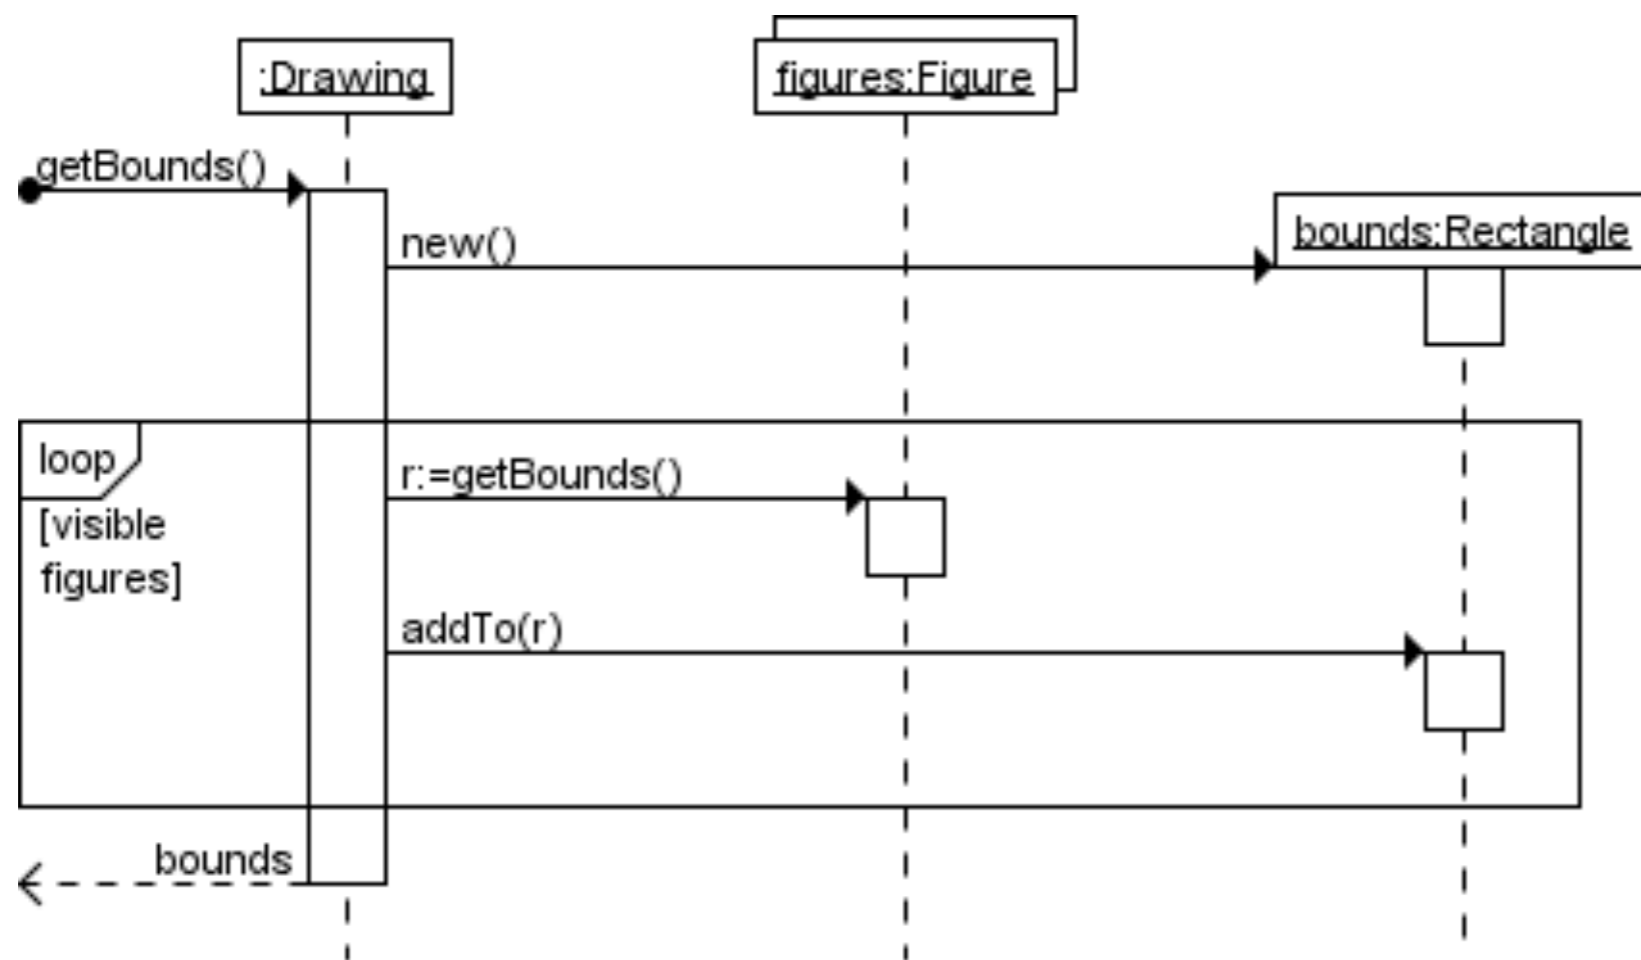 :Drawing
figures:Figure
getBounds()
new()
bounds:Rectangle
loop
[visible
figures]
r:=getBounds()
addTo(r)
bounds